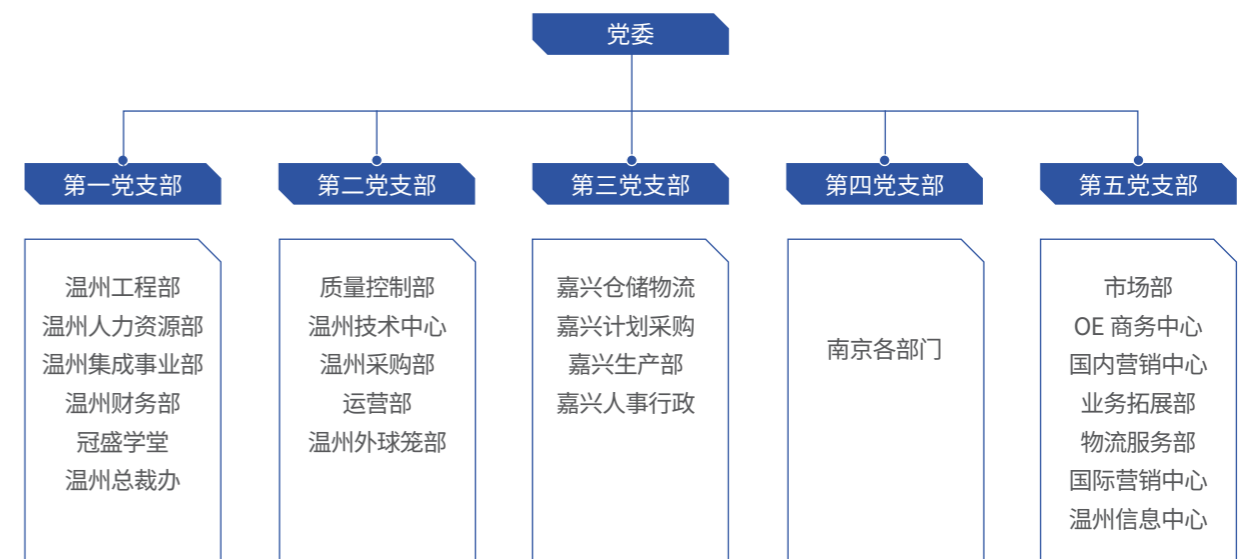 党委
第一党支部
温州工程部
温州人力资源部
温州集成事业部
温州财务部
冠盛学堂
温州总裁办
第二党支部
质量控制部
温州技术中心
温州采购部
运营部
温州外球笼部
第三党支部
嘉兴仓储物流
嘉兴计划采购
嘉兴生产部
嘉兴人事行政
第四党支部
南京各部门
第五党支部
市场部
OE 商务中心
国内营销中心
业务拓展部
物流服务部
国际营销中心
温州信息中心